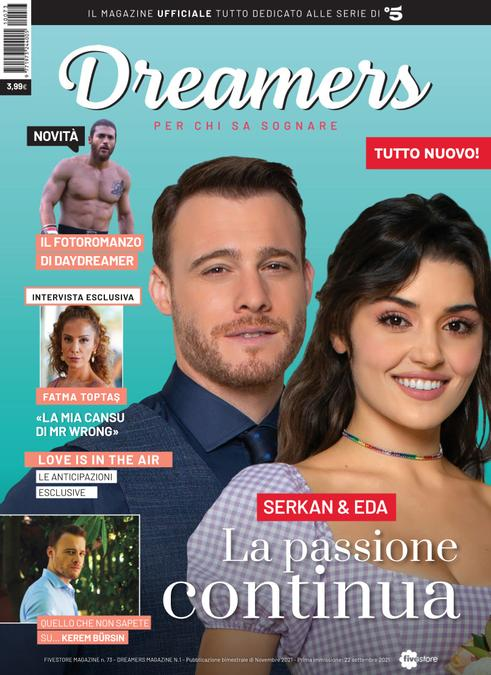 IL MAGAZINE UFFICIALE TUTTO DEDICATO ALLE SERIE DI 5
10073
3,99€
Dreamers
PER CHI SA SOGNARE
NOVITÀ
TUTTO NUOVO!
IL FOTOROMANZO
DI DAYDREAMER
INTERVISTA ESCLUSIVA
FATMA TOPTAŞ
«LA MIA CANSU
DI MR WRONG»
LOVE IS IN THE AIR
LE ANTICIPAZIONI
ESCLUSIVE
SERKAN & EDA
La passione
continua
QUELLO CHE NON SAPETE
SU... KEREM BÜRSIN
FIVESTORE MAGAZINE n. 73 - DREAMERS MAGAZINE N.1 - Pubblicazione bimestrale di Novembre 2021 - Prima immissione: 22 settembre 2021
fivestore